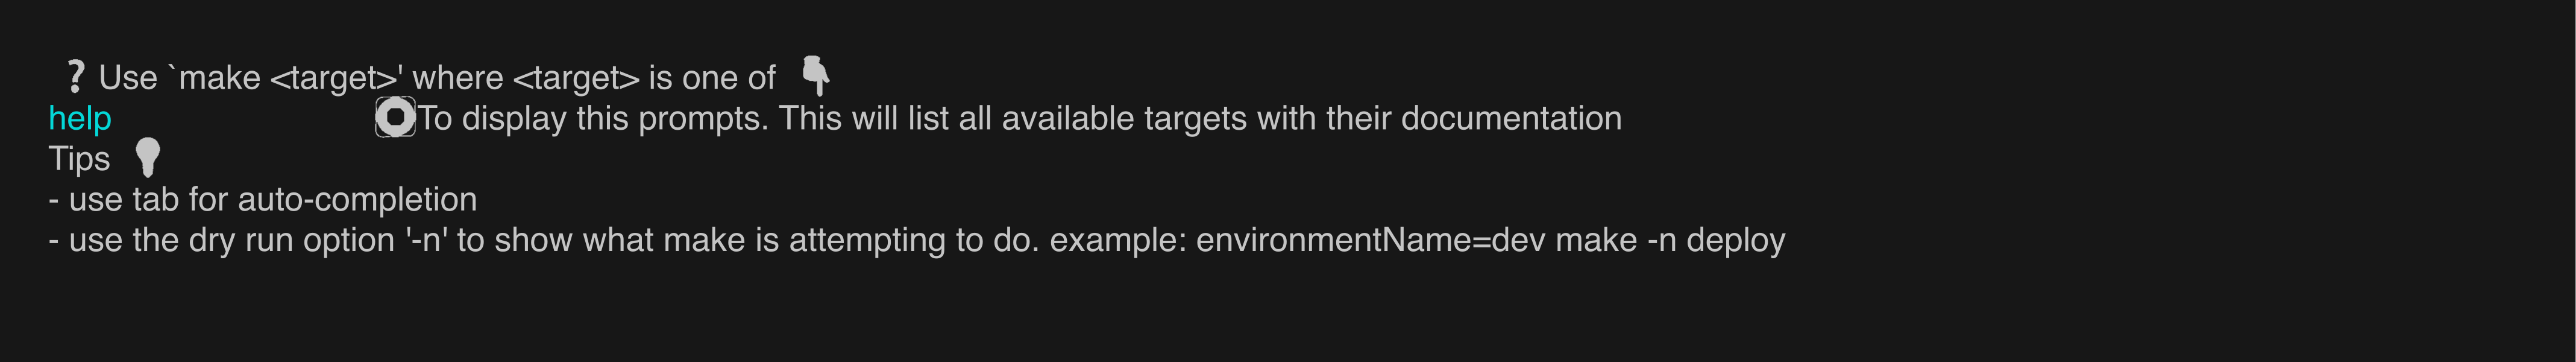 ❓ Use `make <target>' where <target> is one of 👇
help 🛟 To display this prompts. This will list all available targets with their documentation
Tips 💡
- use tab for auto-completion
- use the dry run option '-n' to show what make is attempting to do. example: environmentName=dev make -n deploy